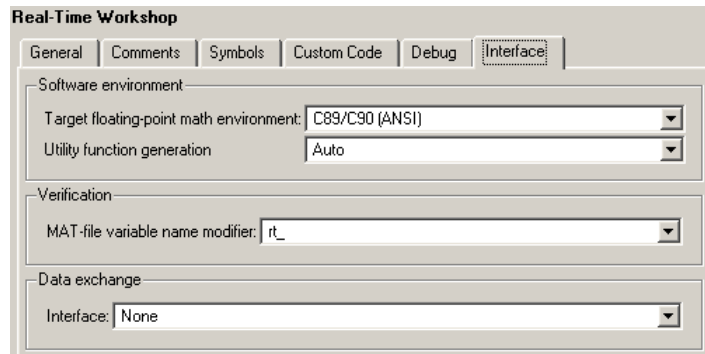 Real-Time Workshop
General Comments Symbols Custom Code Debug Interface
Software environment
Target floating-point math environment: C89/C90 (ANSI)
Utility function generation Auto
Verification
MAT-file variable name modifier: rt_
Data exchange
Interface: None